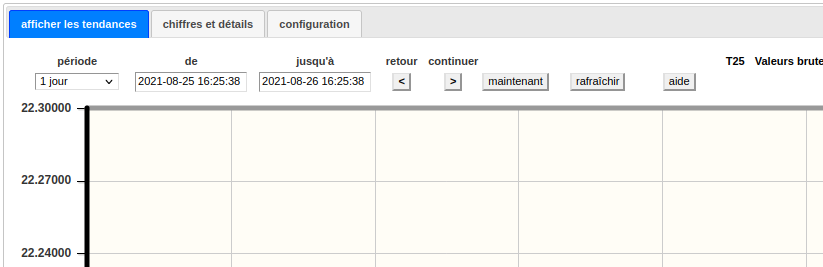 afficher les tendances chiffres et détails configuration
période de jusqu'à retour continuer T25 Valeurs brute
1 jour 2021-08-25 16:25:38 2021-08-26 16:25:38 < > maintenant rafraîchir aide
22.30000
22.27000
22.24000